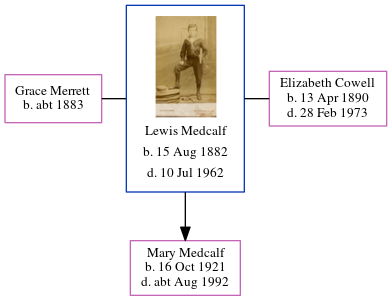 Grace Merrett
b. abt 1883
Lewis Medcalf
b. 15 Aug 1882
d. 10 Jul 1962
Elizabeth Cowell
b. 13 Apr 1890
d. 28 Feb 1973
Mary Medcalf
b. 16 Oct 1921
d. abt Aug 1992